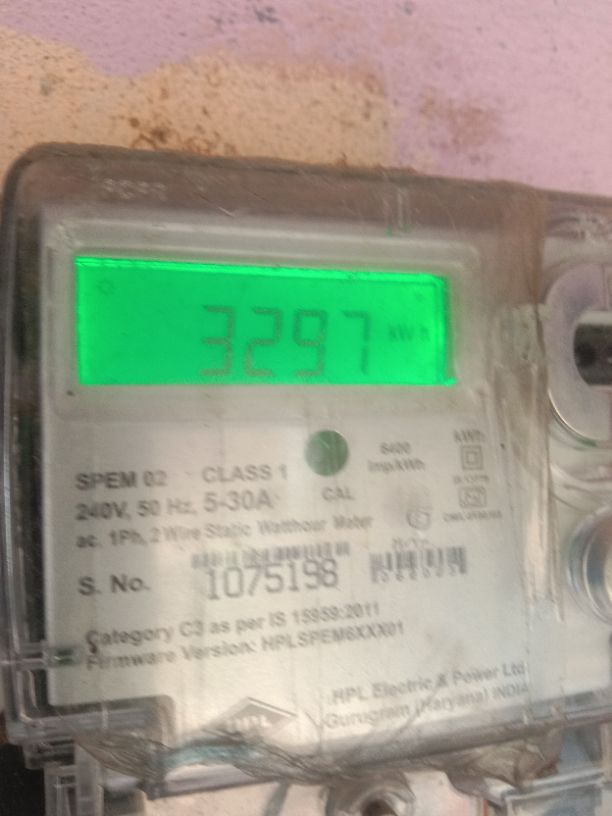 3297 kWh
SPEM 02 CLASS 1
6400
imp/kWh
kWh
240V, 50 Hz, 5-30A
CAL
ac, 1Ph, 2 Wire Static Watthour Meter
S. No. 1075198
Category C3 as per IS 15959:2011
Firmware Version: HPLSPEM6XXX01
HPL
HPL Electric & Power Ltd
Gurugram (Haryana) INDIA